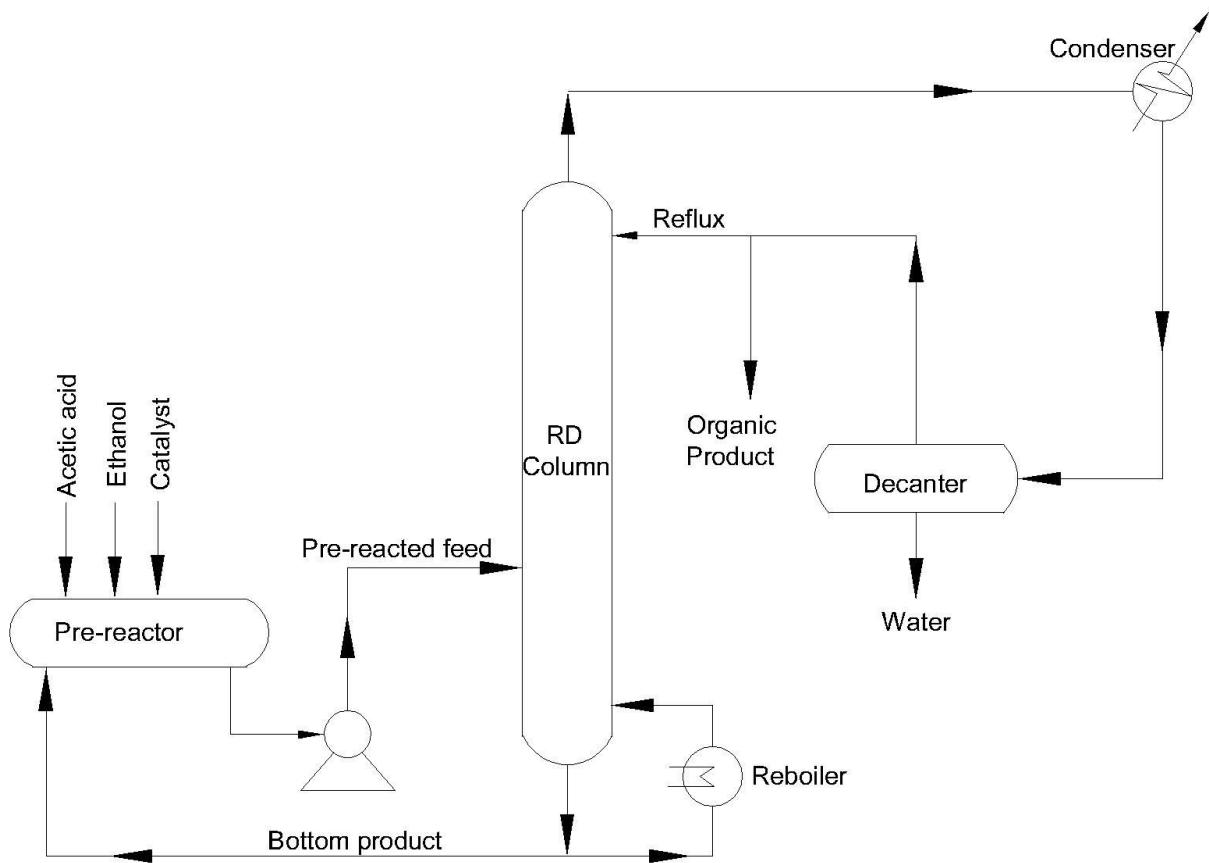 Condenser
Reflux
Acetic acid
Ethanol
Catalyst
RD
Column
Organic
Product
Decanter
Pre-reacted feed
Water
Pre-reactor
Reboiler
Bottom product